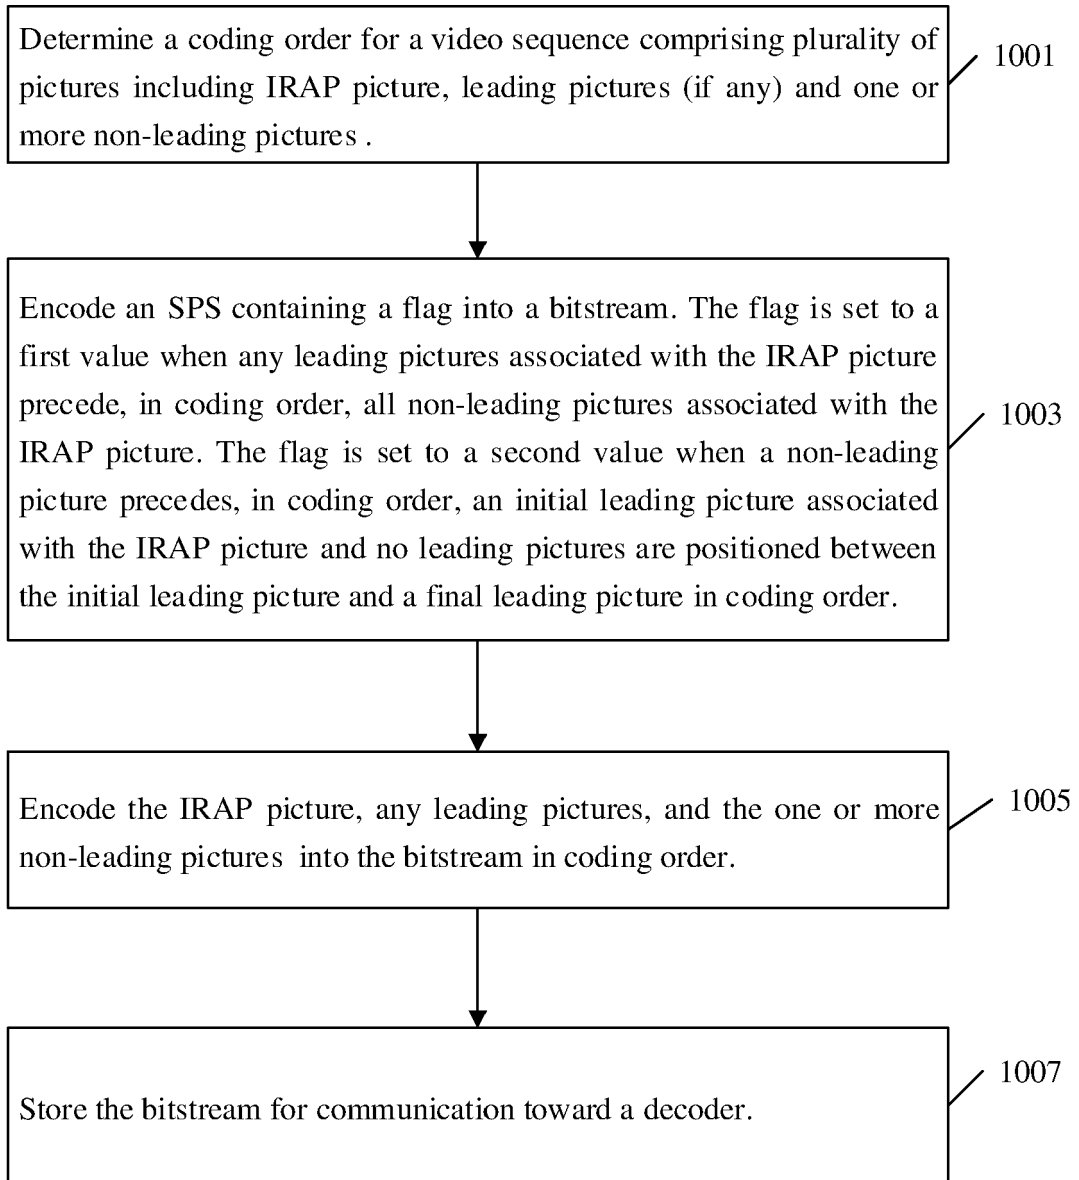 Determine a coding order for a video sequence comprising plurality of
pictures including IRAP picture, leading pictures (if any) and one or
more non-leading pictures .
1001
Encode an SPS containing a flag into a bitstream. The flag is set to a
first value when any leading pictures associated with the IRAP picture
precede, in coding order, all non-leading pictures associated with the
IRAP picture. The flag is set to a second value when a non-leading
picture precedes, in coding order, an initial leading picture associated
with the IRAP picture and no leading pictures are positioned between
the initial leading picture and a final leading picture in coding order.
1003
Encode the IRAP picture, any leading pictures, and the one or more
non-leading pictures into the bitstream in coding order.
1005
Store the bitstream for communication toward a decoder.
1007